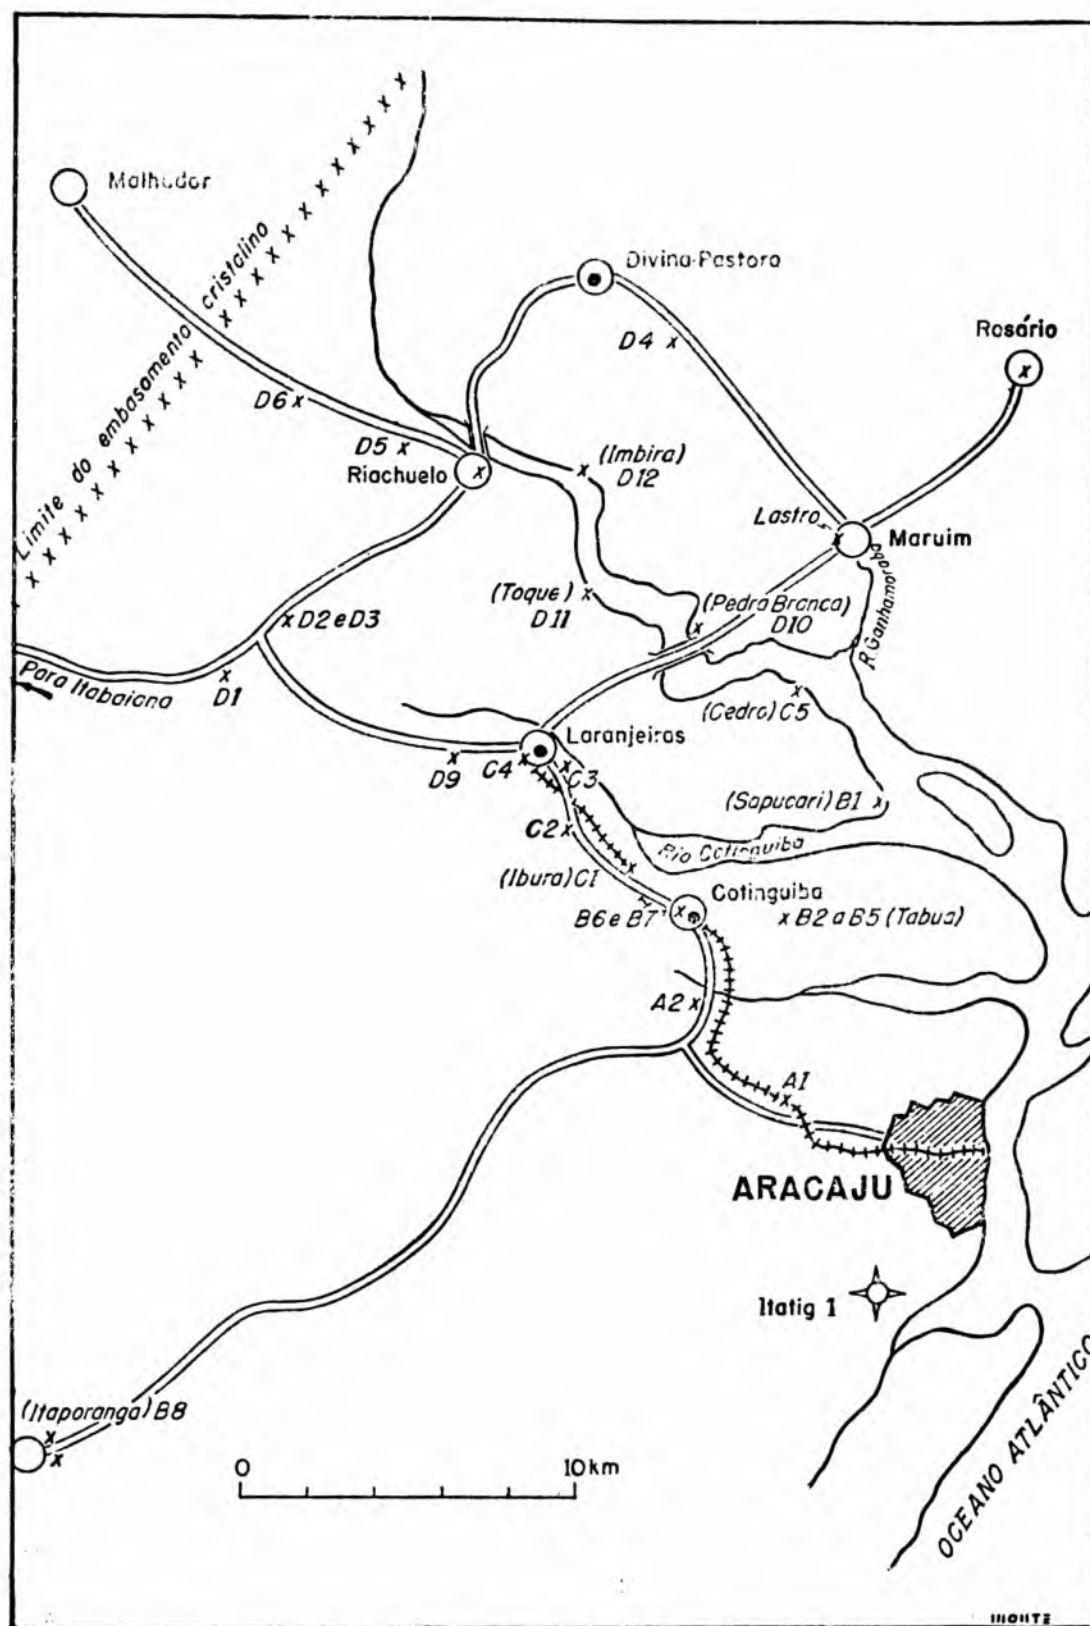 Malhador
Limite do embasamento cristalino
Divina-Pastora
D4
Rosário
D6
D5
Riachuelo
(Imbira)
D12
Lastro
Maruim
(Toque)
D11
(Pedra Branca)
D10
R. Ganhamoroba
D2 e D3
Para Itabaiana
D1
(Cedro) C5
Laranjeiras
D9
C4
C3
(Sapucari) B1
C2
Rio Cotinguiba
(Ibura) C1
Cotinguiba
B6 e B7
B2 a B5 (Tabua)
A2
A1
ARACAJU
Itatig 1
OCEANO ATLÂNTICO
(Itaporanga) B8
0 10 km